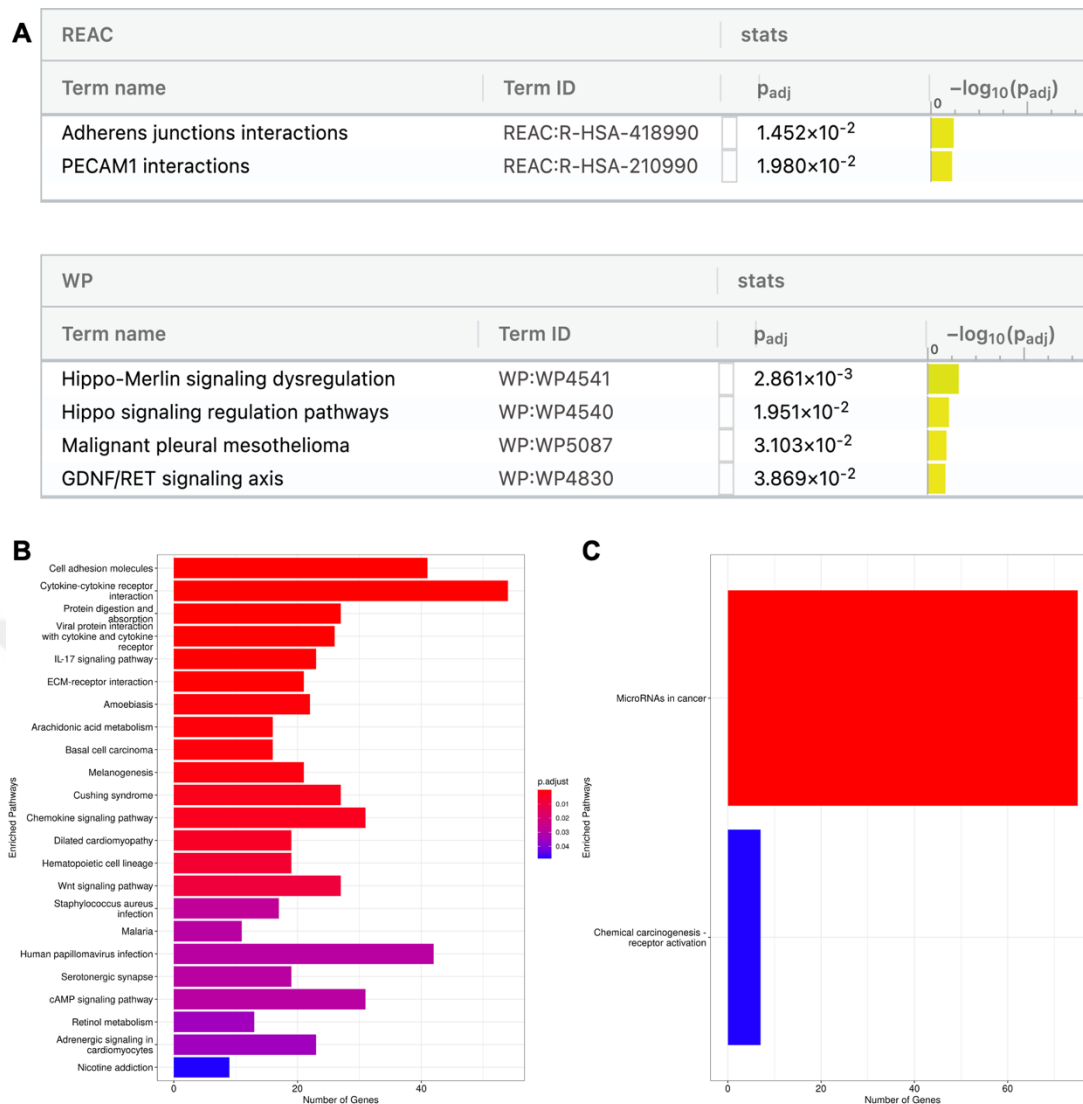 A
REAC
stats
Term name
Term ID
padj
−log10(padj)
0
Adherens junctions interactions
REAC:R-HSA-418990
1.452×10-2
PECAM1 interactions
REAC:R-HSA-210990
1.980×10-2
WP
stats
Term name
Term ID
padj
−log10(padj)
0
Hippo-Merlin signaling dysregulation
WP:WP4541
2.861×10-3
Hippo signaling regulation pathways
WP:WP4540
1.951×10-2
Malignant pleural mesothelioma
WP:WP5087
3.103×10-2
GDNF/RET signaling axis
WP:WP4830
3.869×10-2
B
Enriched Pathways
Cell adhesion molecules
Cytokine-cytokine receptor
interaction
Protein digestion and
absorption
Viral protein interaction
with cytokine and cytokine
receptor
IL-17 signaling pathway
ECM-receptor interaction
Amoebiasis
Arachidonic acid metabolism
Basal cell carcinoma
Melanogenesis
Cushing syndrome
Chemokine signaling pathway
Dilated cardiomyopathy
Hematopoietic cell lineage
Wnt signaling pathway
Staphylococcus aureus
infection
Malaria
Human papillomavirus infection
Serotonergic synapse
cAMP signaling pathway
Retinol metabolism
Adrenergic signaling in
cardiomyocytes
Nicotine addiction
0
20
40
Number of Genes
p.adjust
0.01
0.02
0.03
0.04
C
Enriched Pathways
MicroRNAs in cancer
Chemical carcinogenesis -
receptor activation
0
20
40
60
Number of Genes